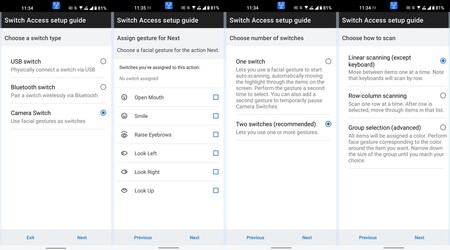 11:34
81%
Switch Access setup guide
Choose a switch type
USB switch
Physically connect a switch via USB
Bluetooth switch
Pair a switch wirelessly via Bluetooth
Camera Switch
Use facial gestures as switches
Exit
Next
11:35
81%
Switch Access setup guide
Assign gesture for Next
Choose a facial gesture for the action Next.
Switches you've assigned to this action:
No switch assigned
Open Mouth
Smile
Raise Eyebrows
Look Left
Look Right
Look Up
Previous
Next
11:34
81%
Switch Access setup guide
Choose number of switches
One switch
Lets you use a facial gesture to
start auto-scanning, automatically moving
the highlight through the items on the
screen. Perform the gesture a second
time to select. You can also add a
second gesture to temporarily pause
Camera Switches.
Two switches (recommended)
Lets you use one or more gestures.
Previous
Next
11:34
81%
Switch Access setup guide
Choose how to scan
Linear scanning (except
keyboard)
Move between items one at a time. Note
that keyboards will scan by row.
Row-column scanning
Scan one row at a time. After row is
selected, move through items in that list.
Group selection (advanced)
All items will be assigned a color. Perform
face gesture corresponding to the color
around the item you want. Narrow down
the size of the group until you reach your
choice.
Previous
Next